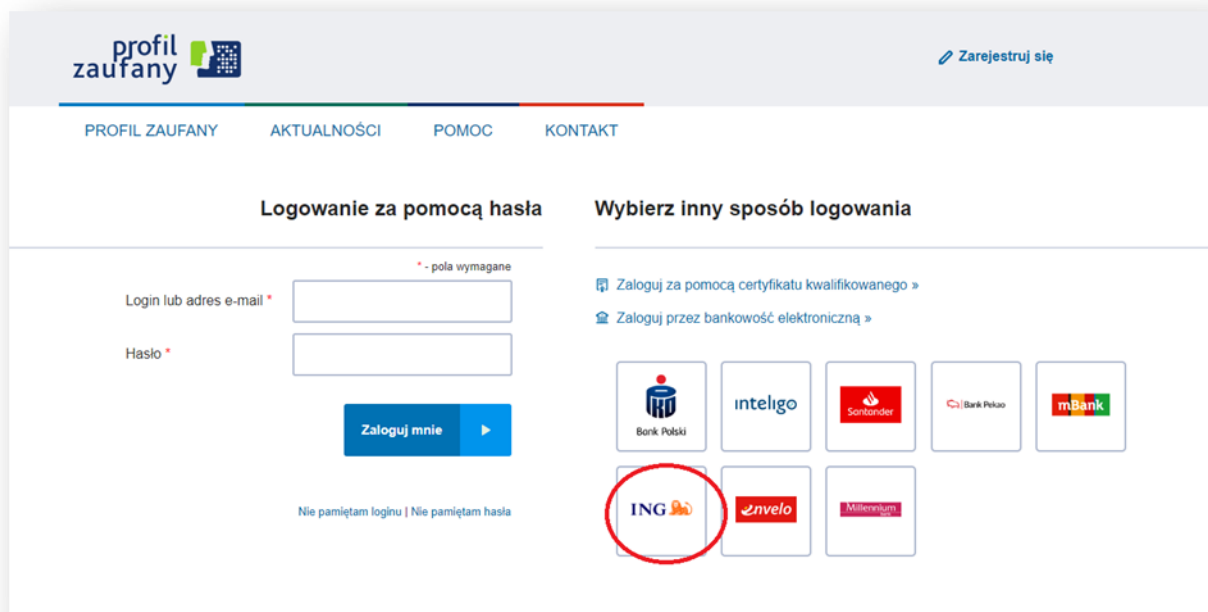 profil
zaufany
Zarejestruj się
PROFIL ZAUFANY AKTUALNOŚCI POMOC KONTAKT
Logowanie za pomocą hasła
* - pola wymagane
Login lub adres e-mail *
Hasło *
Zaloguj mnie
Nie pamiętam loginu | Nie pamiętam hasła
Wybierz inny sposób logowania
Zaloguj za pomocą certyfikatu kwalifikowanego »
Zaloguj przez bankowość elektroniczną »
PKO
Bank Polski
inteligo
Santander
Bank Pekao
mBank
ING
envelo
Millennium
bank